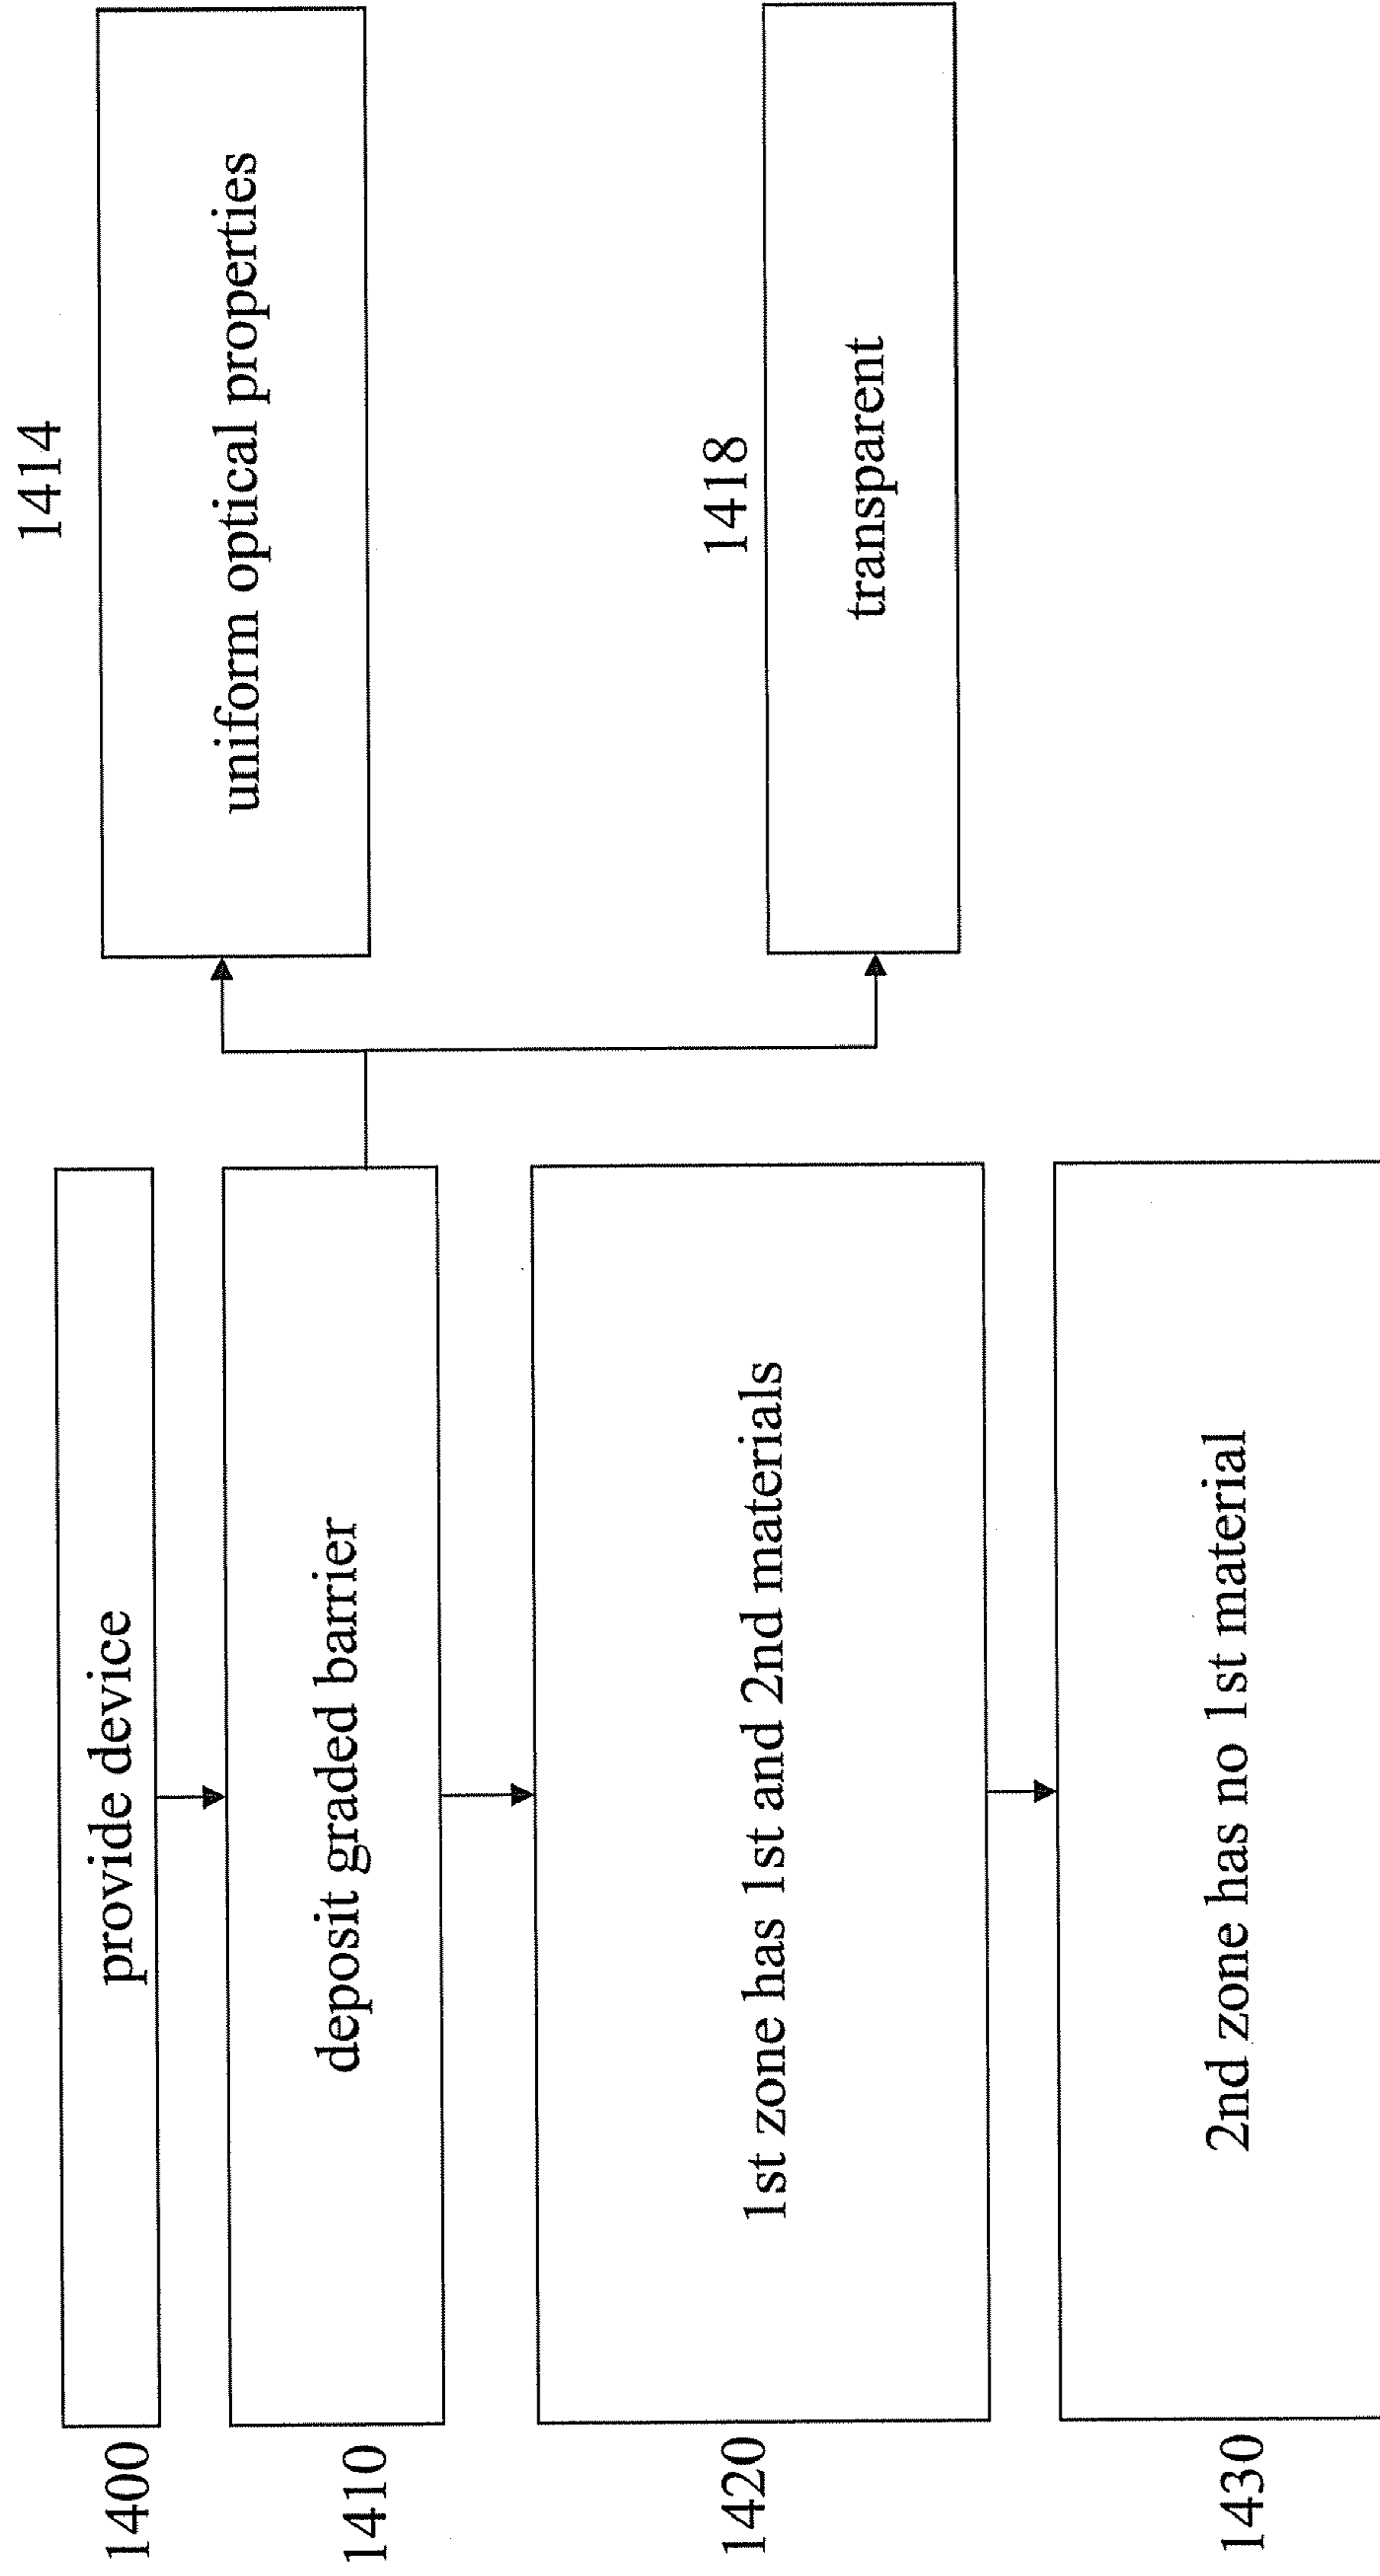 1400
provide device
1410
deposit graded barrier
1414
uniform optical properties
1418
transparent
1420
1st zone has 1st and 2nd materials
1430
2nd zone has no 1st material